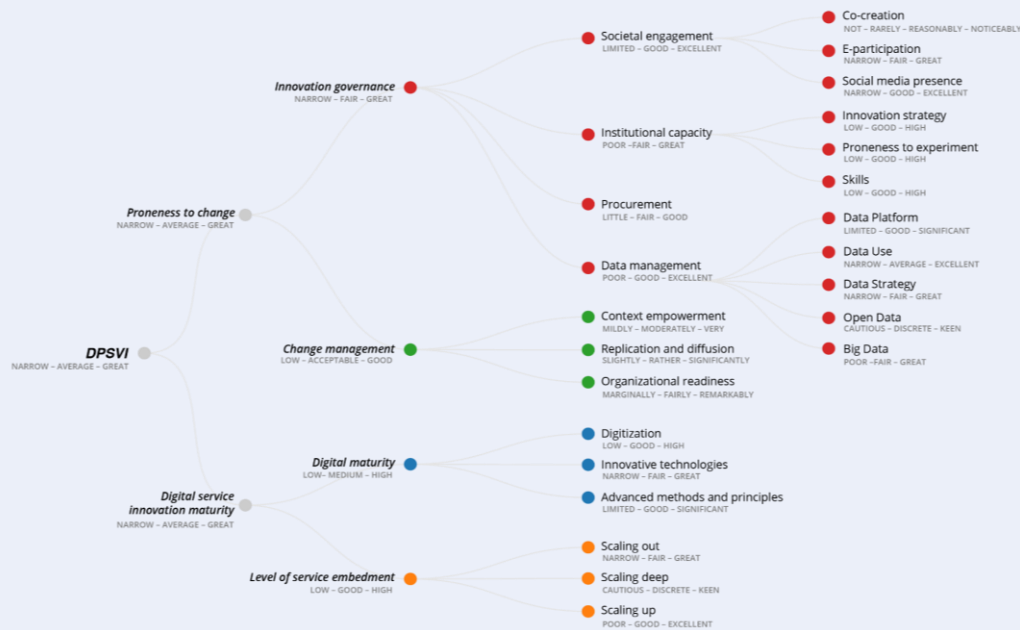 Co-creation
NOT – RARELY – REASONABLY – NOTICEABLY
Societal engagement
LIMITED – GOOD – EXCELLENT
E-participation
NARROW – FAIR – GREAT
Social media presence
NARROW – GOOD – EXCELLENT
Innovation governance
NARROW – FAIR – GREAT
Innovation strategy
LOW – GOOD – HIGH
Institutional capacity
POOR –FAIR – GREAT
Proneness to experiment
LOW – GOOD – HIGH
Skills
LOW – GOOD – HIGH
Procurement
LITTLE – FAIR – GOOD
Proneness to change
NARROW – AVERAGE – GREAT
Data Platform
LIMITED – GOOD – SIGNIFICANT
Data Use
NARROW – AVERAGE – EXCELLENT
Data management
POOR – GOOD – EXCELLENT
Data Strategy
NARROW – FAIR – GREAT
Open Data
CAUTIOUS – DISCRETE – KEEN
Big Data
POOR –FAIR – GREAT
Context empowerment
MILDLY – MODERATELY – VERY
Change management
LOW – ACCEPTABLE – GOOD
Replication and diffusion
SLIGHTLY – RATHER – SIGNIFICANTLY
Organizational readiness
MARGINALLY – FAIRLY – REMARKABLY
DPSVI
NARROW – AVERAGE – GREAT
Digitization
LOW – GOOD – HIGH
Digital maturity
LOW– MEDIUM – HIGH
Innovative technologies
NARROW – FAIR – GREAT
Advanced methods and principles
LIMITED – GOOD – SIGNIFICANT
Digital service
innovation maturity
NARROW – AVERAGE – GREAT
Scaling out
NARROW – FAIR – GREAT
Level of service embedment
LOW – GOOD – HIGH
Scaling deep
CAUTIOUS – DISCRETE – KEEN
Scaling up
POOR – GOOD – EXCELLENT